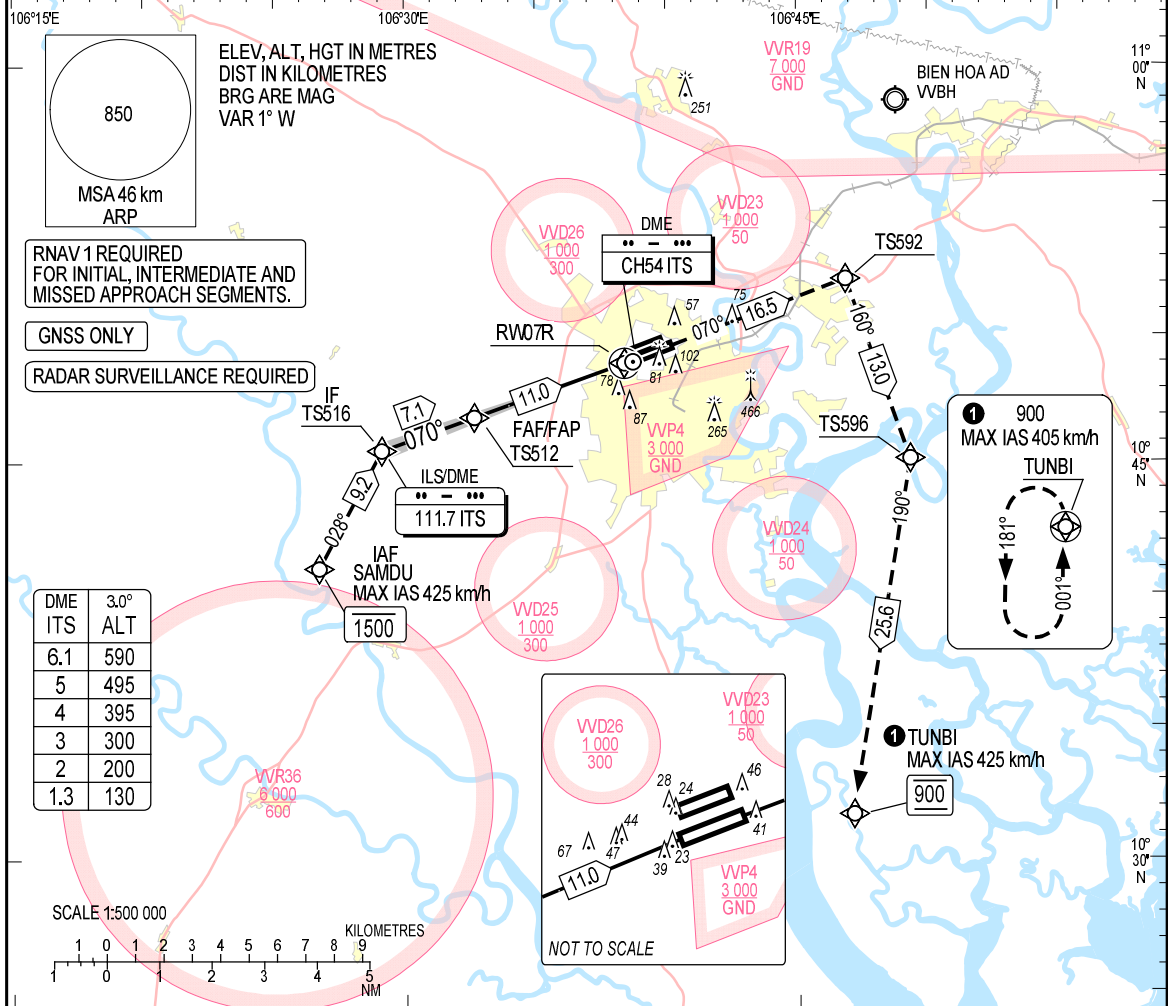 106°15'
106°30'E
106°45'
850
MSA 46 km
ARP
ELEV, ALT, HGT IN METRES
DIST IN KILOMETRES
BRG ARE MAG
VAR 1° W
VVR19
7 000
GND
11°
00'
N
BIEN HOA AD
VVBH
251
RNAV 1 REQUIRED
FOR INITIAL, INTERMEDIATE AND
MISSED APPROACH SEGMENTS.
GNSS ONLY
RADAR SURVEILLANCE REQUIRED
VVD26
1 000
300
VVD23
1 000
50
DME
CH54 ITS
TS592
RW07R
57
75
070°
16.5
160°
13.0
78
81
102
87
265
466
VVP4
3 000
GND
IF
TS516
7.1
070°
11.0
FAF/FAP
TS512
ILS/DME
111.7 ITS
9.2
028°
IAF
SAMDU
MAX IAS 425 km/h
1500
TS596
190°
25.6
10°
45'
N
1 900
MAX IAS 405 km/h
TUNBI
181°
001°
VVD24
1 000
50
VVD25
1 000
300
DME ITS 3.0° ALT
6.1 590
5 495
4 395
3 300
2 200
1.3 130
VVR36
6 000
600
VVD26
1 000
300
VVD23
1 000
50
28
24
46
44
47
67
39
23
41
11.0
VVP4
3 000
GND
NOT TO SCALE
1 TUNBI
MAX IAS 425 km/h
900
10°
30'
N
SCALE 1:500 000
KILOMETRES
1 0 1 2 3 4 5 6 7 8 9
1 0 1 2 3 4 5
NM